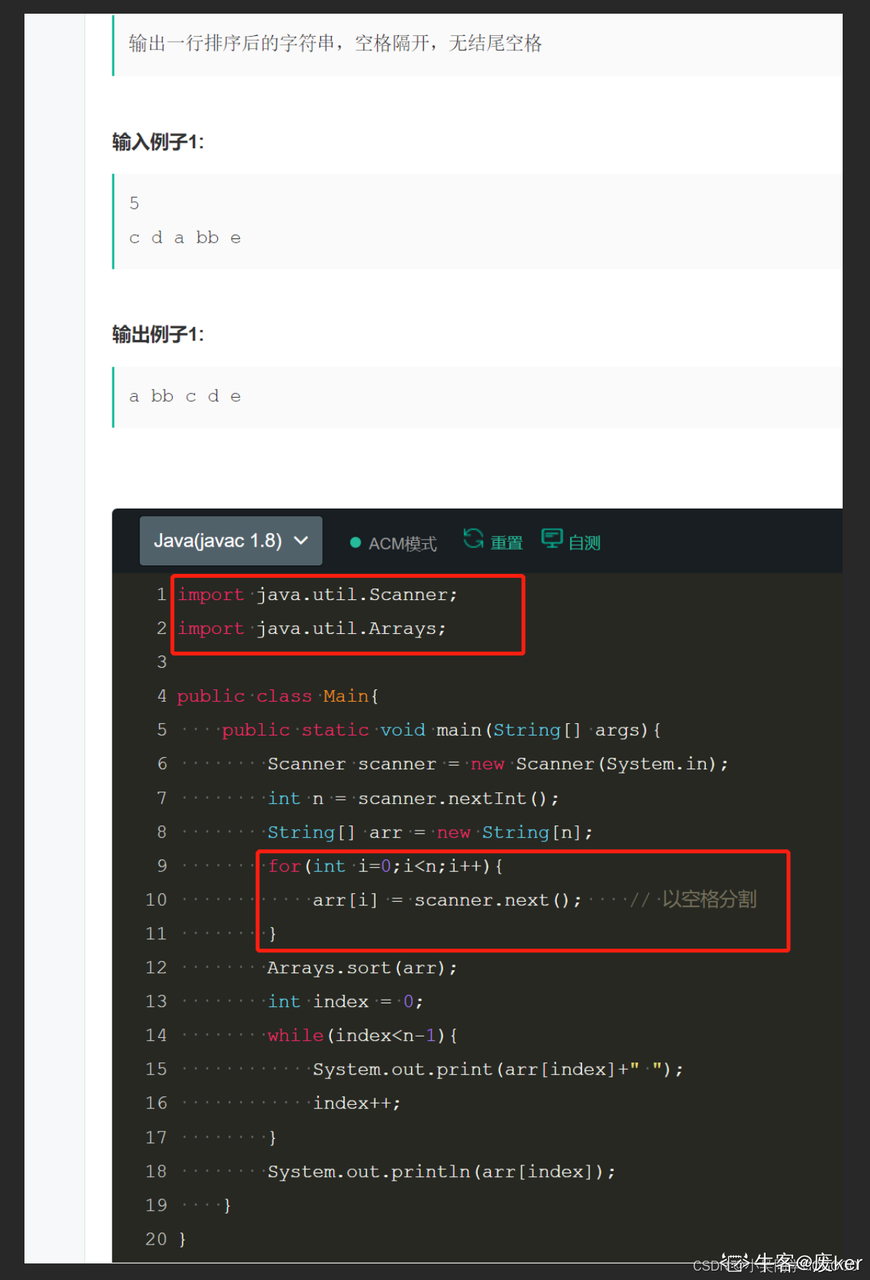 输出一行排序后的字符串，空格隔开，无结尾空格
输入例子1:
5
c d a bb e
输出例子1:
a bb c d e
Java(javac 1.8) ACM模式 重置 自测
1 import java.util.Scanner;
2 import java.util.Arrays;
3
4 public class Main{
5 public static void main(String[] args){
6 Scanner scanner = new Scanner(System.in);
7 int n = scanner.nextInt();
8 String[] arr = new String[n];
9 for(int i=0;i<n;i++){
10 arr[i] = scanner.next(); // 以空格分割
11 }
12 Arrays.sort(arr);
13 int index = 0;
14 while(index<n-1){
15 System.out.print(arr[index]+" ");
16 index++;
17 }
18 System.out.println(arr[index]);
19 }
20 }
牛客@废ker